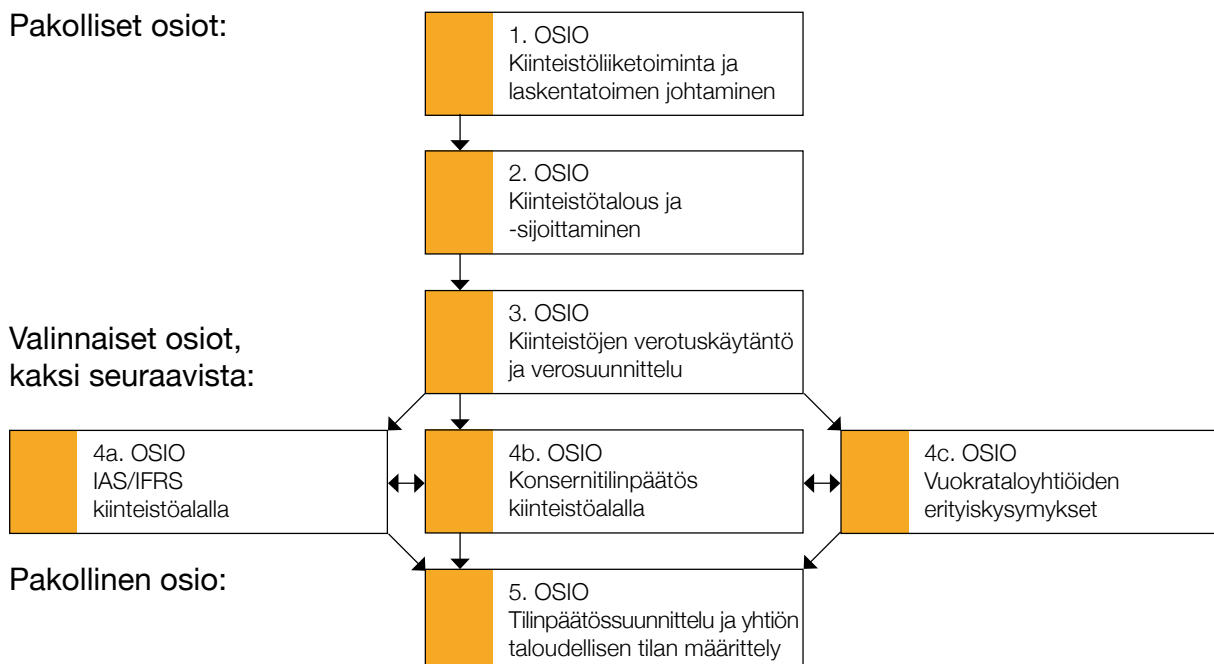 Pakolliset osiot:
1. OSIO
Kiinteistöliiketoiminta ja
laskentatoimen johtaminen
2. OSIO
Kiinteistötalous ja
-sijoittaminen
3. OSIO
Kiinteistöjen verotuskäytäntö
ja verosuunnittelu
Valinnaiset osiot,
kaksi seuraavista:
4a. OSIO
IAS/IFRS
kiinteistöalalla
4b. OSIO
Konsernitilinpäätös
kiinteistöalalla
4c. OSIO
Vuokrataloyhtiöiden
erityiskysymykset
Pakollinen osio:
5. OSIO
Tilinpäätössuunnittelu ja yhtiön
taloudellisen tilan määrittely